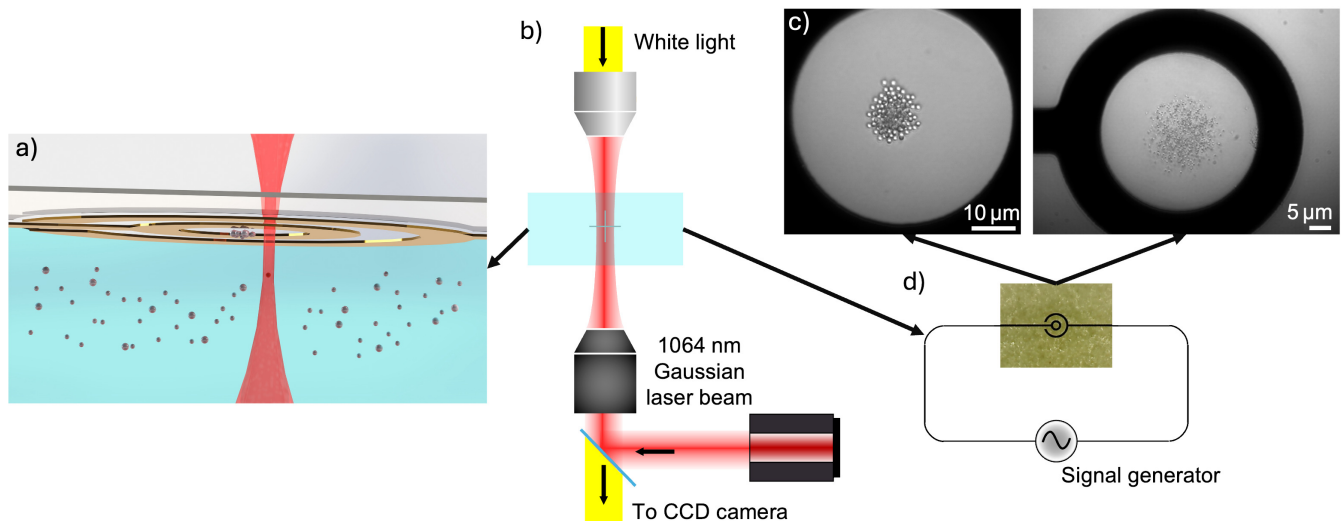 a)
b)
White light
1064 nm
Gaussian
laser beam
To CCD camera
c)
10 µm
5 µm
d)
Signal generator